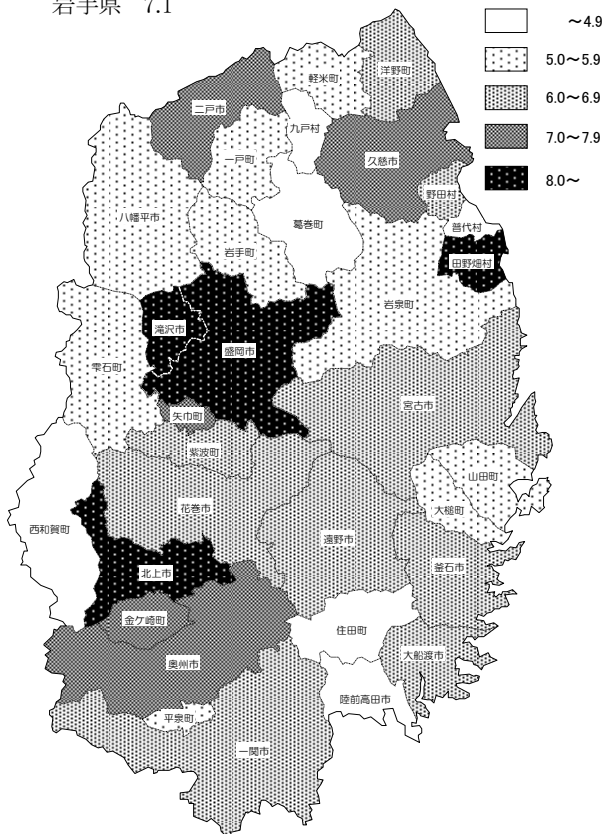 岩手県 7.1
～4.9
5.0～5.9
6.0～6.9
7.0～7.9
8.0～
軽米町
洋野町
二戸市
九戸村
一戸町
久慈市
野田村
八幡平市
葛巻町
普代村
岩手町
田野畑村
岩泉町
滝沢市
盛岡市
雫石町
宮古市
矢巾町
紫波町
山田町
花巻市
大槌町
西和賀町
遠野市
釜石市
北上市
金ケ崎町
住田町
大船渡市
奥州市
陸前高田市
平泉町
一関市